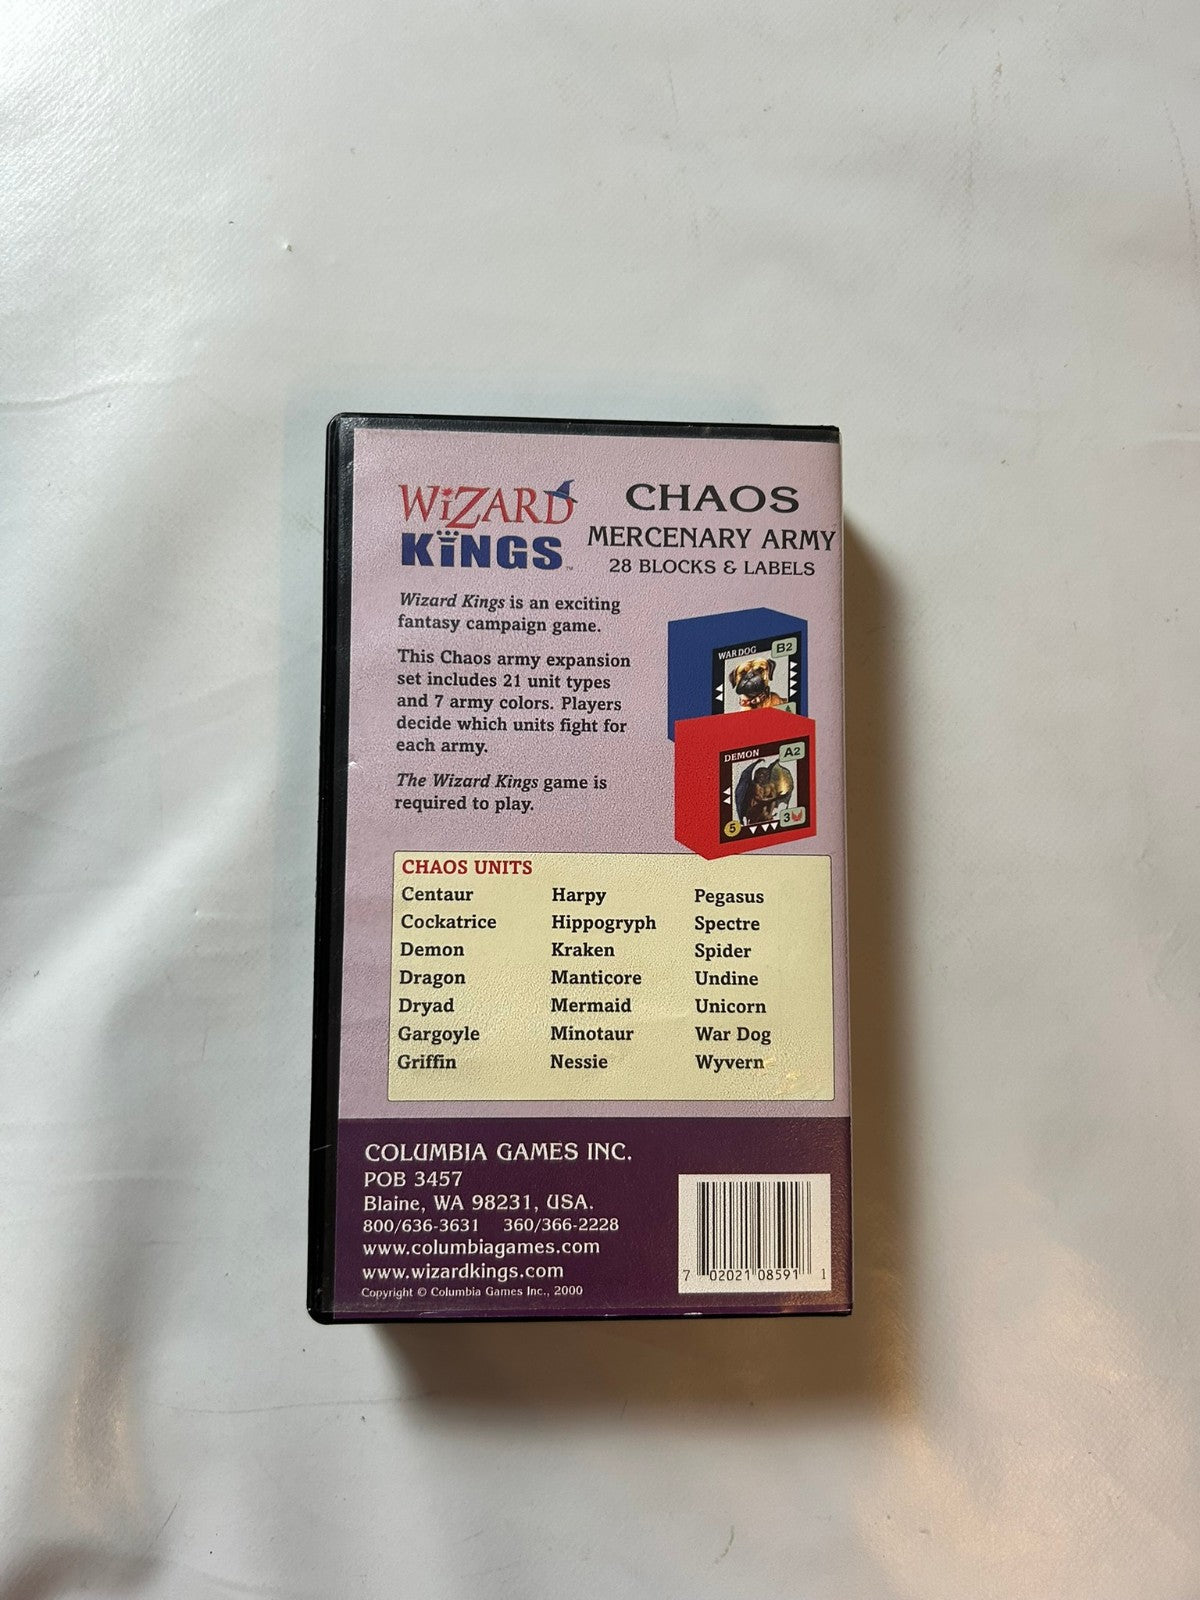 WiZARD
KiNGS™
CHAOS
MERCENARY ARMY
28 BLOCKS & LABELS
Wizard Kings is an exciting
fantasy campaign game.
This Chaos army expansion
set includes 21 unit types
and 7 army colors. Players
decide which units fight for
each army.
The Wizard Kings game is
required to play.
WAR DOG
B2
DEMON
A2
5
3
CHAOS UNITS
Centaur
Cockatrice
Demon
Dragon
Dryad
Gargoyle
Griffin
Harpy
Hippogryph
Kraken
Manticore
Mermaid
Minotaur
Nessie
Pegasus
Spectre
Spider
Undine
Unicorn
War Dog
Wyvern
COLUMBIA GAMES INC.
POB 3457
Blaine, WA 98231, USA.
800/636-3631 360/366-2228
www.columbiagames.com
www.wizardkings.com
Copyright © Columbia Games Inc., 2000
7 02021 08591 1